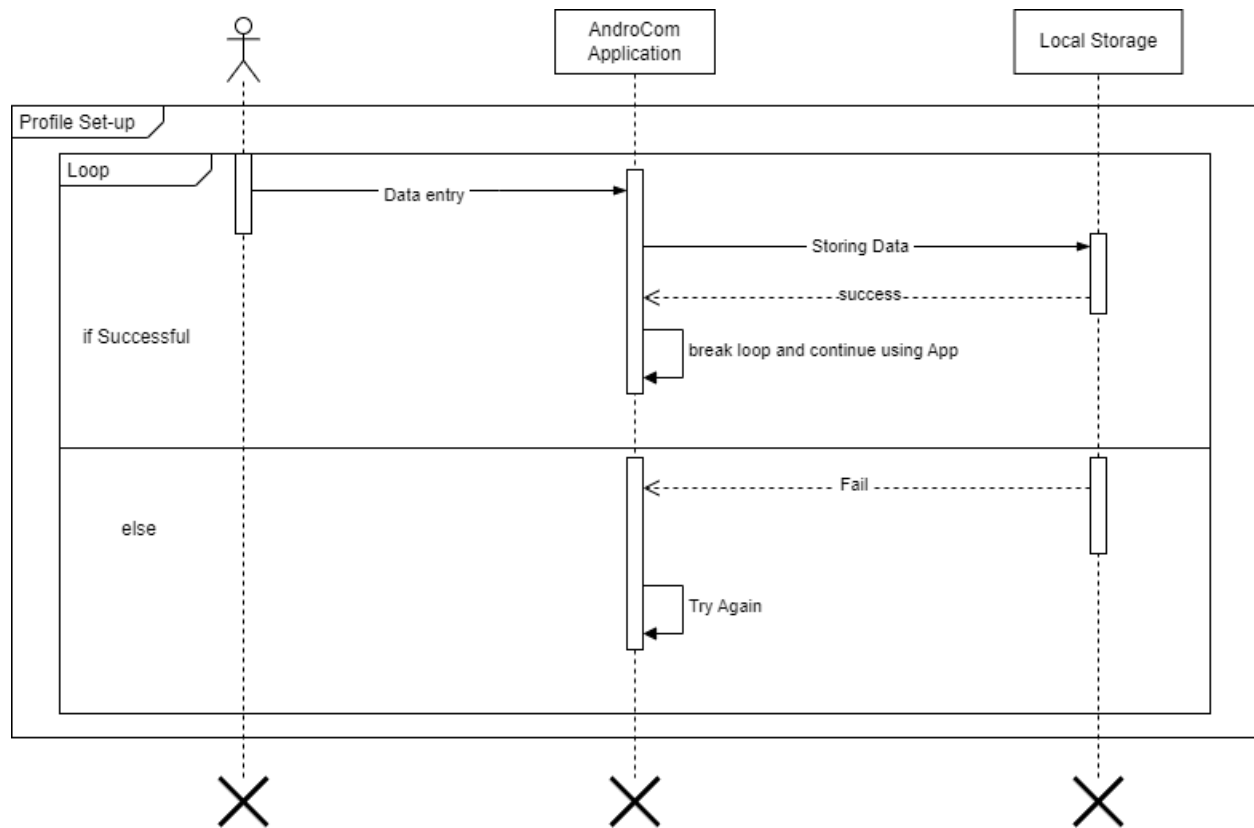 AndroCom
Application
Local Storage
Profile Set-up
Loop
Data entry
Storing Data
success
if Successful
break loop and continue using App
Fail
else
Try Again